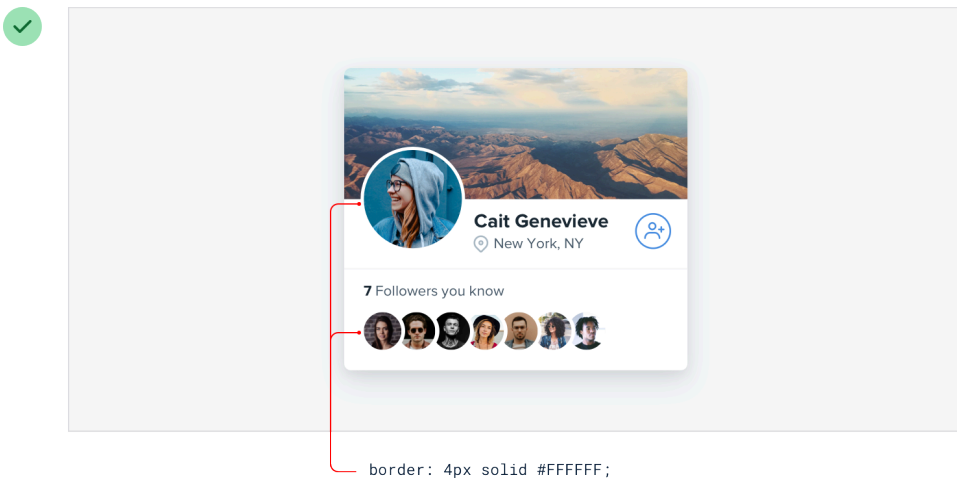 Cait Genevieve
New York, NY
7 Followers you know
border: 4px solid #FFFFFF;